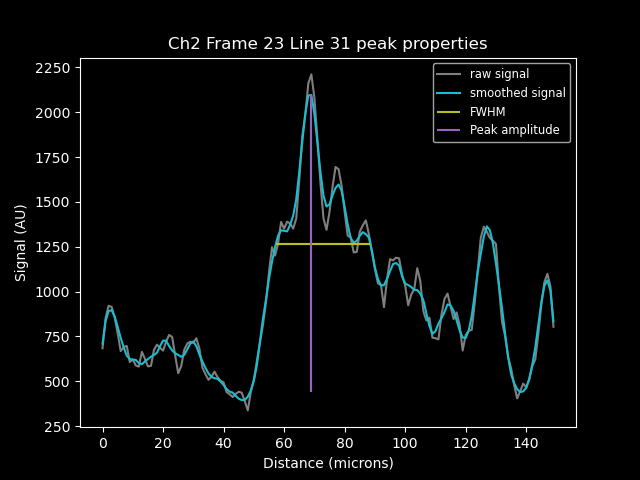 Ch2 Frame 23 Line 31 peak properties
raw signal
smoothed signal
FWHM
Peak amplitude
Signal (AU)
2250
2000
1750
1500
1250
1000
750
500
250
0 20 40 60 80 100 120 140
Distance (microns)